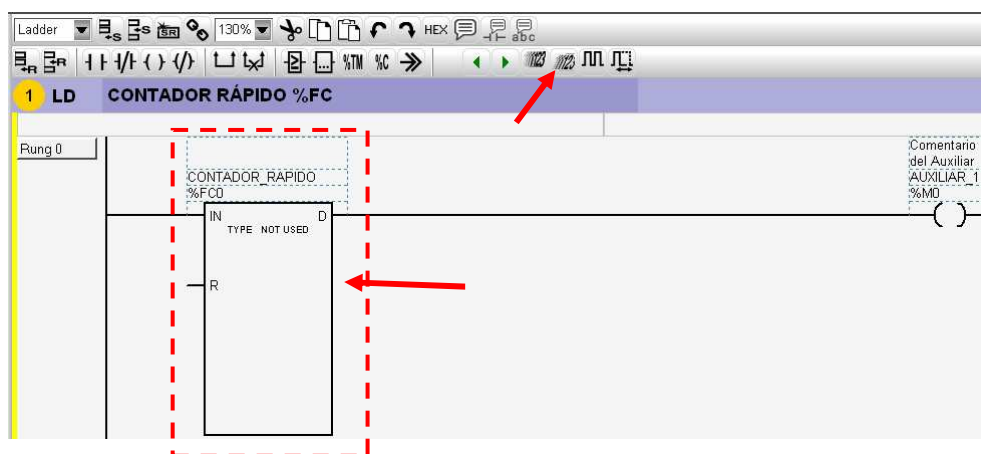 Ladder 130% HEX abc
%TM %C
1 LD CONTADOR RÁPIDO %FC
Rung 0
CONTADOR_RAPIDO
%FC0
IN D
TYPE NOT USED
R
Comentario
del Auxiliar
AUXILIAR_1
%M0